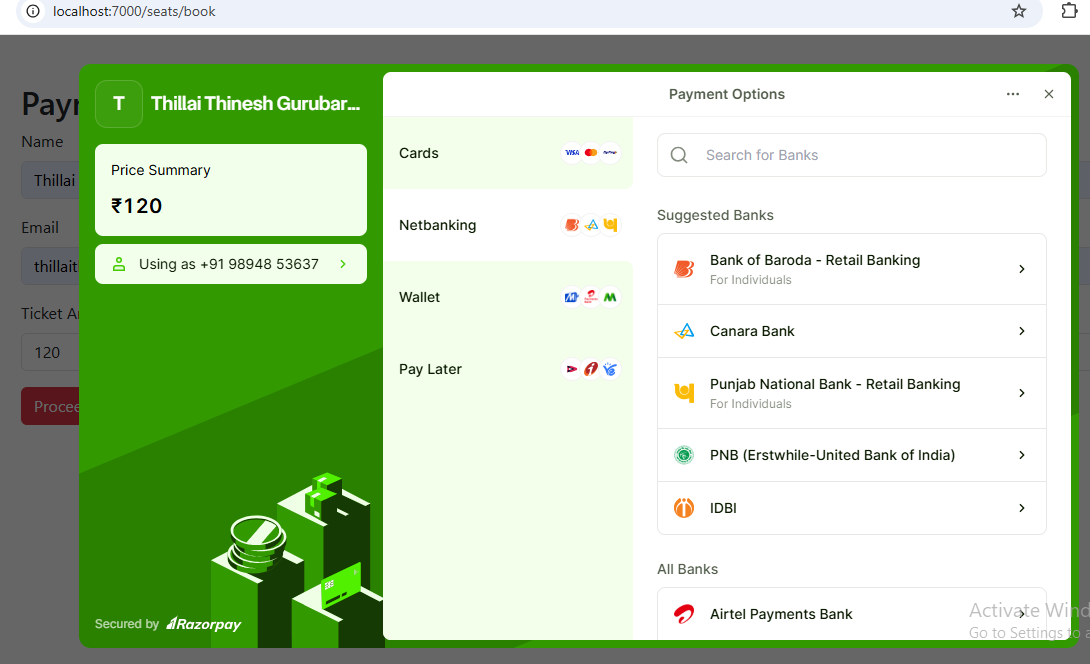 localhost:7000/seats/book
Paym
Name
Thillai
Email
thillait
Ticket A
120
Procee
T
Thillai Thinesh Gurubar...
Price Summary
₹120
Using as +91 98948 53637
Secured by Razorpay
Payment Options
Cards
VISA
Netbanking
Wallet
Pay Later
Search for Banks
Suggested Banks
Bank of Baroda - Retail Banking
For Individuals
Canara Bank
Punjab National Bank - Retail Banking
For Individuals
PNB (Erstwhile-United Bank of India)
IDBI
All Banks
Airtel Payments Bank
Activate Wind
Go to Settings to a